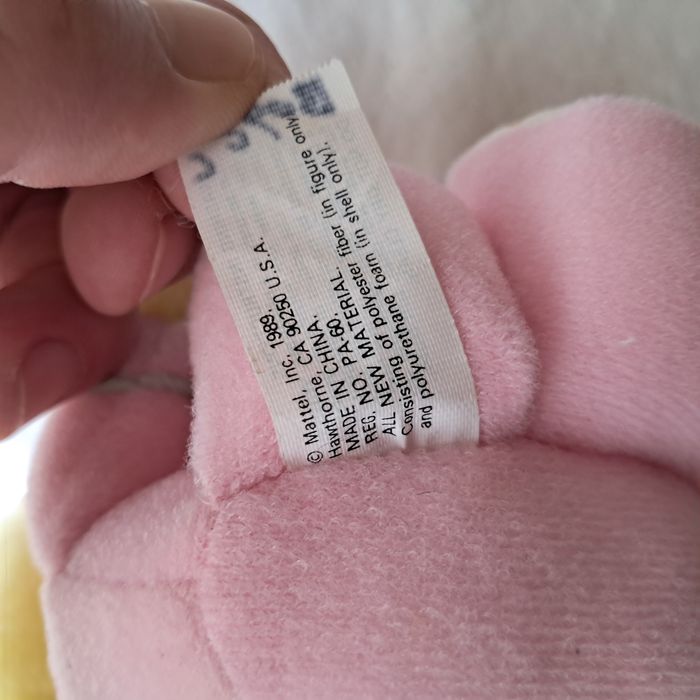 © Mattel, Inc. 1989.
Hawthorne, CA 90250 U.S.A.
MADE IN CHINA.
REG. NO. PA-60.
ALL NEW MATERIAL.
Consisting of polyester fiber (in figure only)
and polyurethane foam (in shell only).